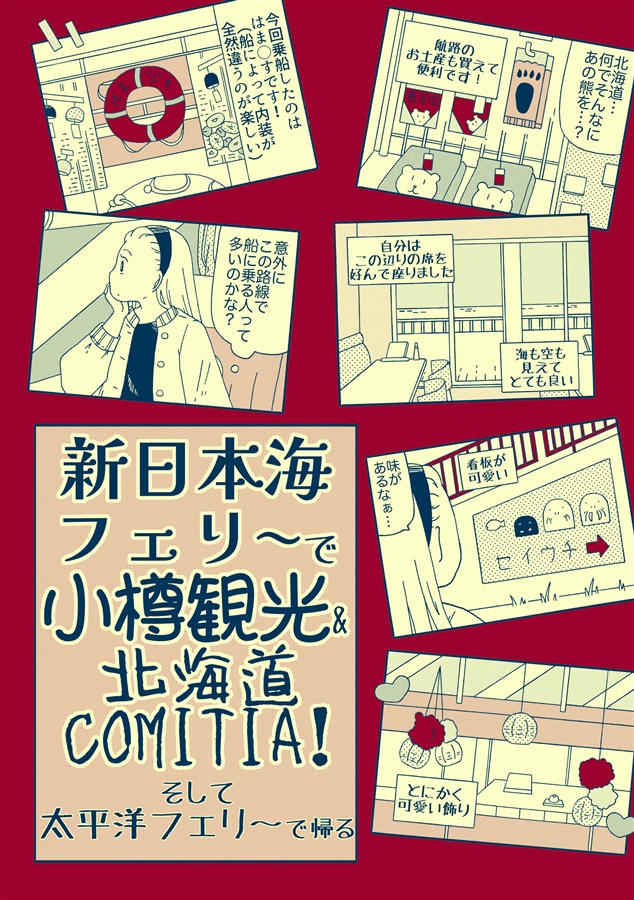 今回乗船したのは
はま○すです！
（船によって内装が
全然違うのが楽しい）
はまなす
航路の
お土産も買えて
便利です！
北海道…
何でそんなに
あの熊を…？
意外に
この路線で
船に乗る人って
多いのかな？
自分は
この辺りの席を
好んで座りました
海も空も
見えて
とても良い
味が
あるなぁ…
看板が
可愛い
セイウチ
とにかく
可愛い飾り
新日本海
フェリ～で
小樽観光&
北海道
COMITIA!
そして
太平洋フェリ～で帰る